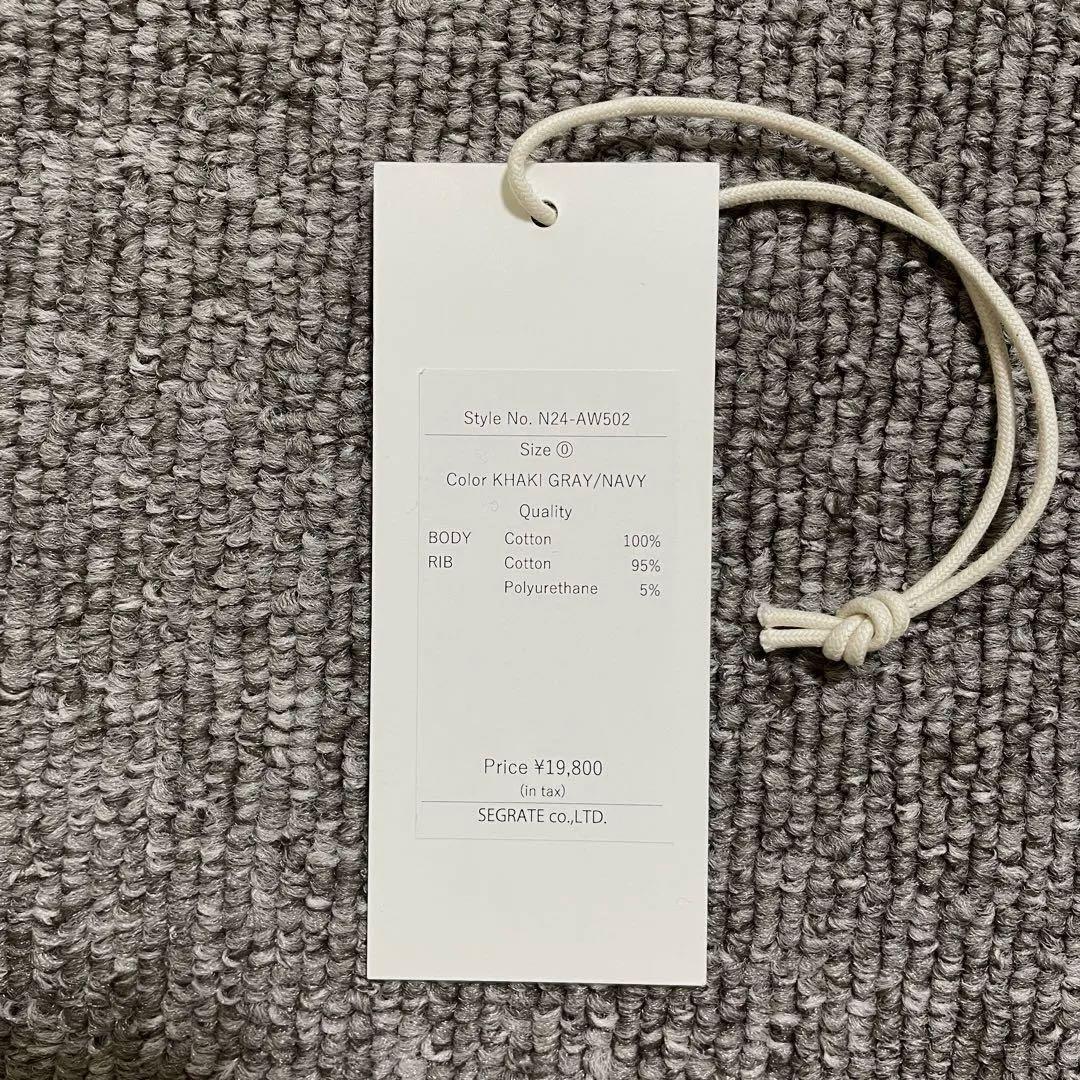 Style No. N24-AW502
Size ⓪
Color KHAKI GRAY/NAVY
Quality
BODY Cotton 100%
RIB Cotton 95%
Polyurethane 5%
Price ¥19,800
(in tax)
SEGRATE co.,LTD.